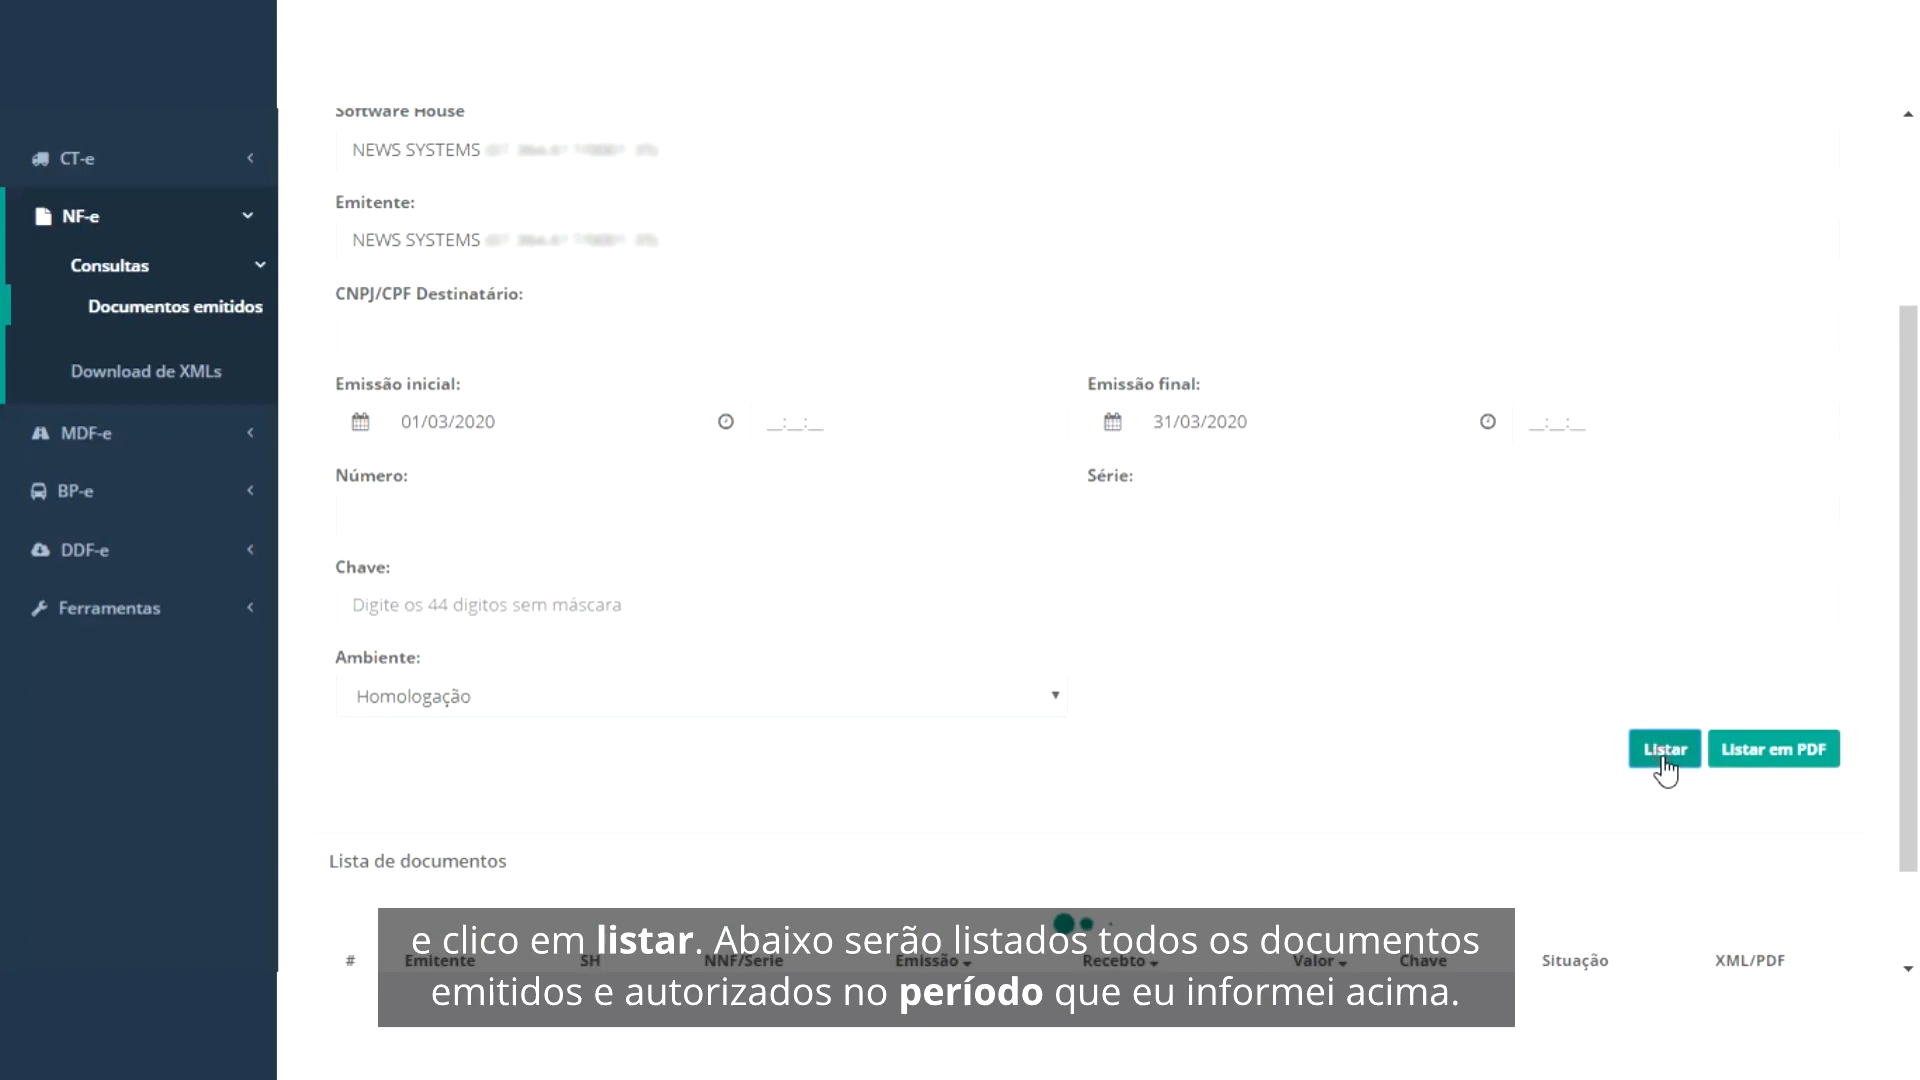 CT-e
NF-e
Consultas
Documentos emitidos
Download de XMLs
MDF-e
BP-e
DDF-e
Ferramentas
Software House
NEWS SYSTEMS
Emitente:
NEWS SYSTEMS
CNPJ/CPF Destinatário:
Emissão inicial: Emissão final:
01/03/2020 __:__:__ 31/03/2020 __:__:__
Número: Série:
Chave:
Digite os 44 digitos sem máscara
Ambiente:
Homologação
Listar Listar em PDF
Lista de documentos
# Emitente SH NNF/Serie Emissão Recebto Valor Chave Situação XML/PDF
e clico em listar. Abaixo serão listados todos os documentos
emitidos e autorizados no período que eu informei acima.